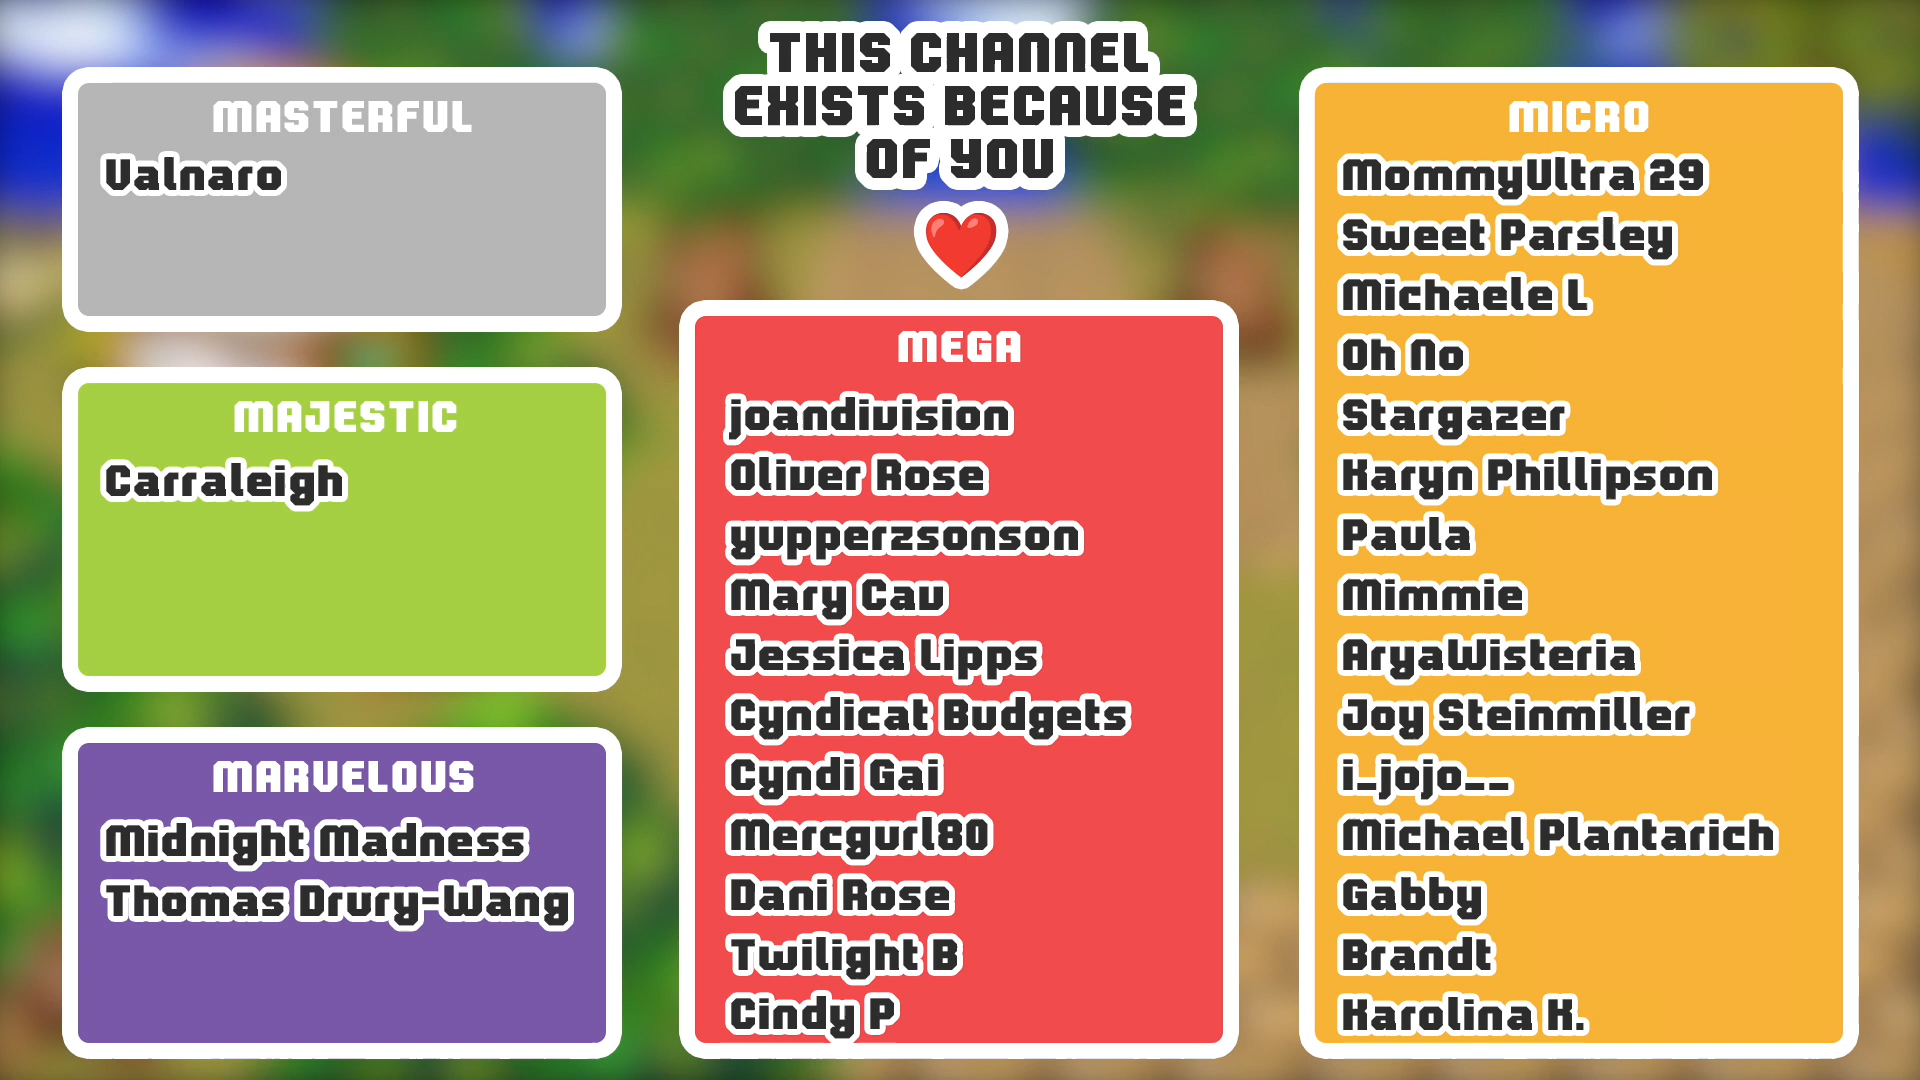 THIS CHANNEL
EXISTS BECAUSE
OF YOU
MASTERFUL
Valnaro
MAJESTIC
Carraleigh
MARVELOUS
Midnight Madness
Thomas Drury-Wang
MEGA
joandivision
Oliver Rose
yupperzsonson
Mary Cav
Jessica Lipps
Cyndicat Budgets
Cyndi Gai
Mercgurl80
Dani Rose
Twilight B
Cindy P
MICRO
MommyUltra 29
Sweet Parsley
Michaele L
Oh No
Stargazer
Karyn Phillipson
Paula
Mimmie
AryaWisteria
Joy Steinmiller
i_jojo__
Michael Plantarich
Gabby
Brandt
Karolina K.